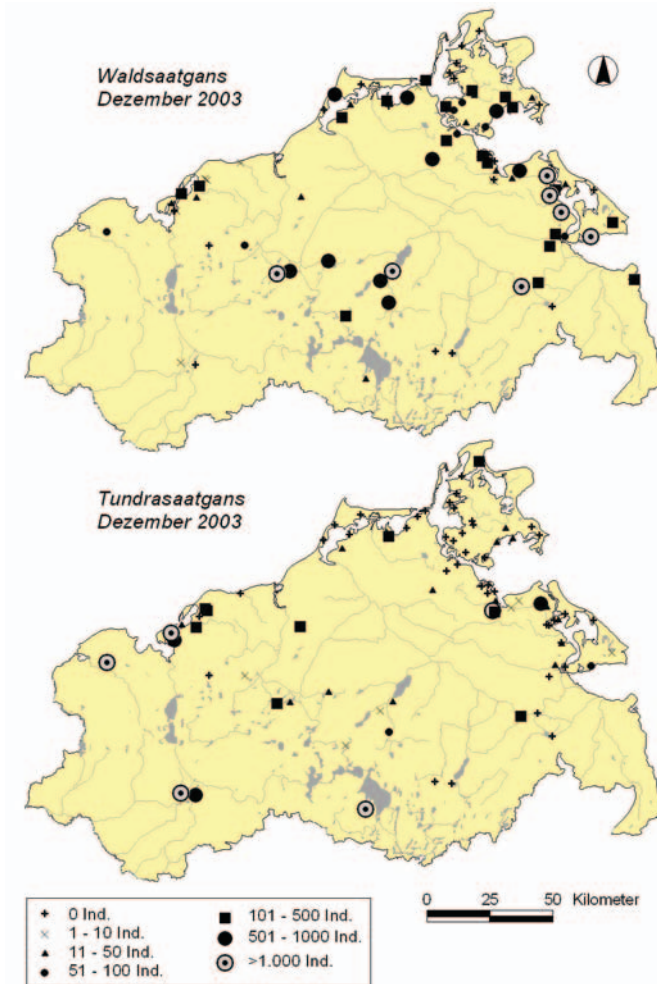 Waldsaatgans
Dezember 2003
Tundrasaatgans
Dezember 2003
0 Ind.
1 - 10 Ind.
11 - 50 Ind.
51 - 100 Ind.
101 - 500 Ind.
501 - 1000 Ind.
>1.000 Ind.
0 25 50 Kilometer